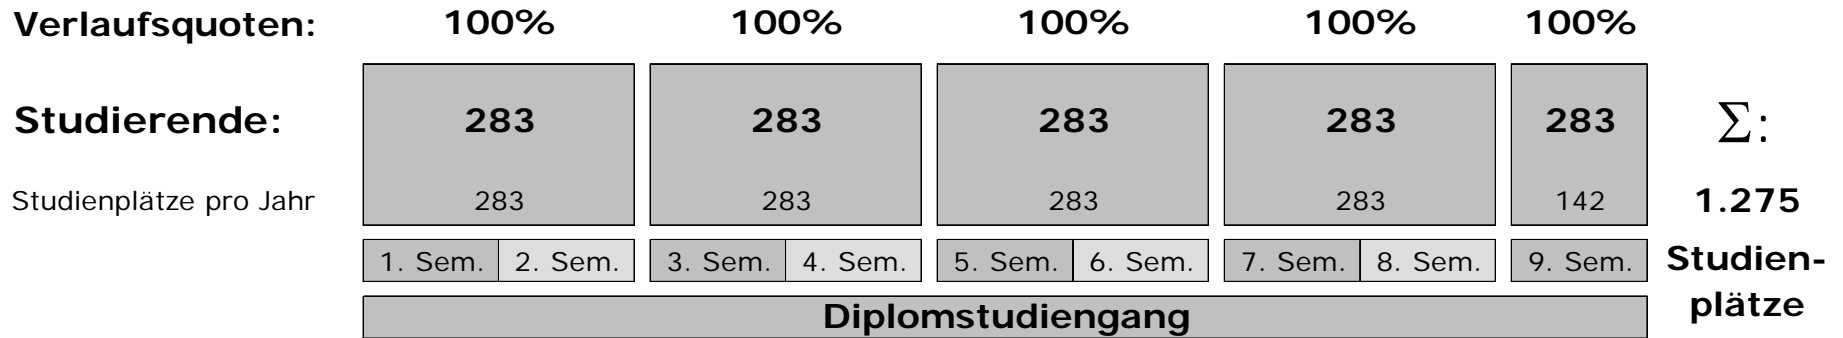 Verlaufsquoten: 100% 100% 100% 100% 100%
Studierende: 283 283 283 283 283 Σ:
Studienplätze pro Jahr 283 283 283 283 142 1.275
1. Sem. 2. Sem. 3. Sem. 4. Sem. 5. Sem. 6. Sem. 7. Sem. 8. Sem. 9. Sem. Studien-
plätze
Diplomstudiengang